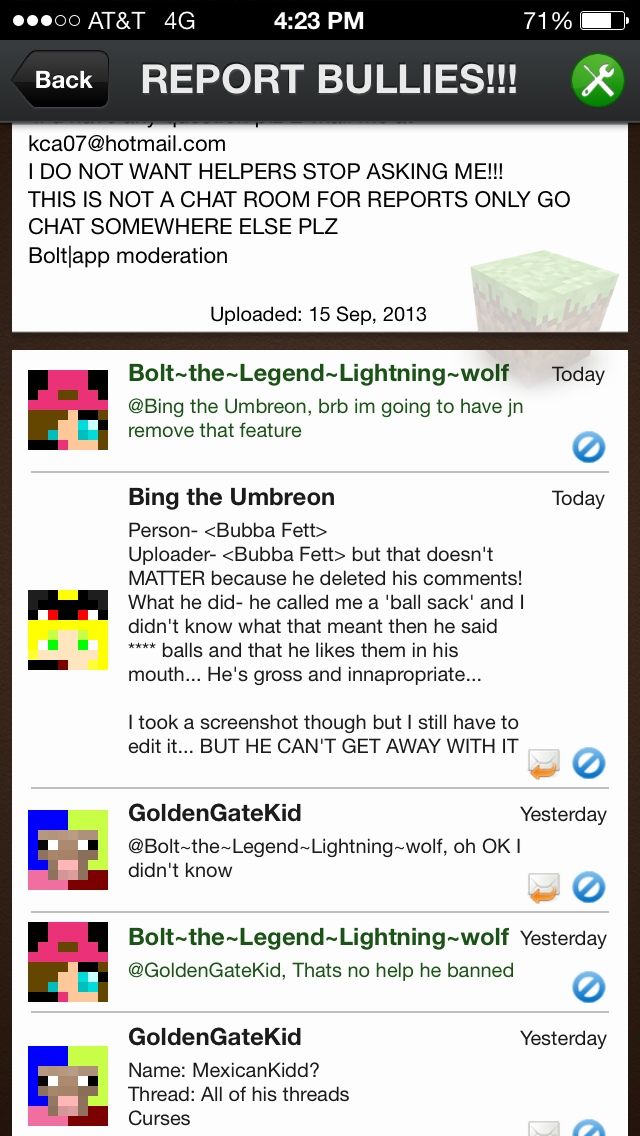 AT&T 4G 4:23 PM 71%
Back REPORT BULLIES!!!
kca07@hotmail.com
I DO NOT WANT HELPERS STOP ASKING ME!!!
THIS IS NOT A CHAT ROOM FOR REPORTS ONLY GO
CHAT SOMEWHERE ELSE PLZ
Bolt|app moderation
Uploaded: 15 Sep, 2013
Bolt~the~Legend~Lightning~wolf Today
@Bing the Umbreon, brb im going to have jn
remove that feature
Bing the Umbreon Today
Person- <Bubba Fett>
Uploader- <Bubba Fett> but that doesn't
MATTER because he deleted his comments!
What he did- he called me a 'ball sack' and I
didn't know what that meant then he said
**** balls and that he likes them in his
mouth... He's gross and innapropriate...
I took a screenshot though but I still have to
edit it... BUT HE CAN'T GET AWAY WITH IT
GoldenGateKid Yesterday
@Bolt~the~Legend~Lightning~wolf, oh OK I
didn't know
Bolt~the~Legend~Lightning~wolf Yesterday
@GoldenGateKid, Thats no help he banned
GoldenGateKid Yesterday
Name: MexicanKidd?
Thread: All of his threads
Curses